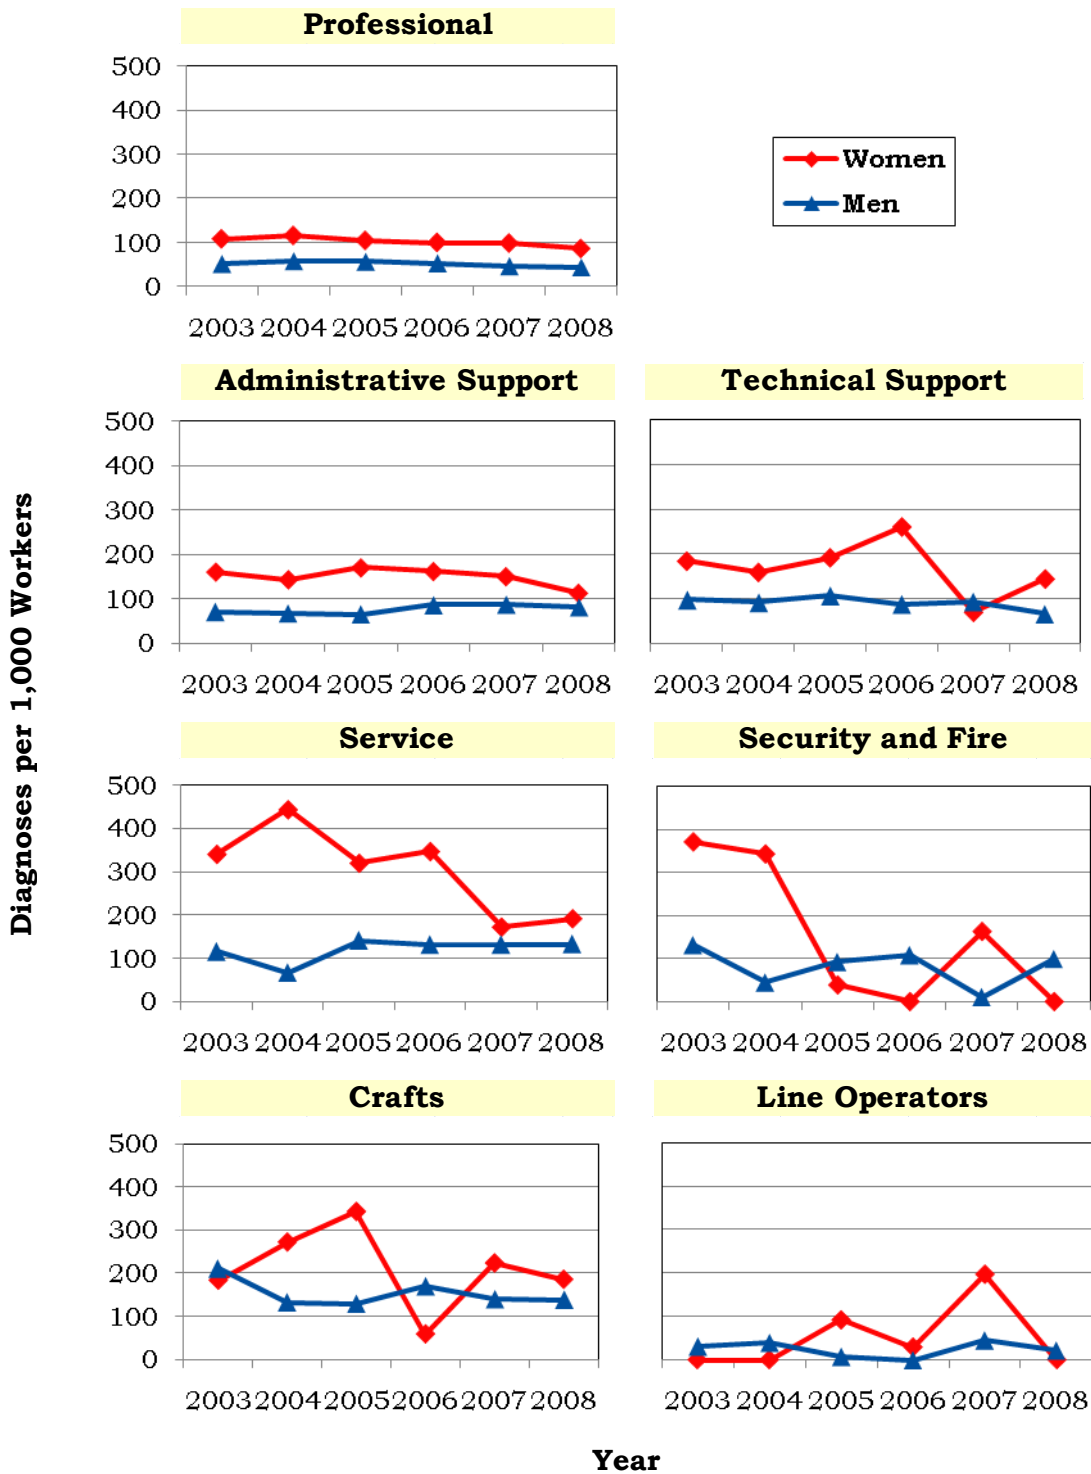 Professional
500
400
300
200
100
0
2003 2004 2005 2006 2007 2008
Women
Men
Diagnoses per 1,000 Workers
Administrative Support
500
400
300
200
100
0
2003 2004 2005 2006 2007 2008
Technical Support
2003 2004 2005 2006 2007 2008
Service
500
400
300
200
100
0
2003 2004 2005 2006 2007 2008
Security and Fire
2003 2004 2005 2006 2007 2008
Crafts
500
400
300
200
100
0
2003 2004 2005 2006 2007 2008
Line Operators
2003 2004 2005 2006 2007 2008
Year